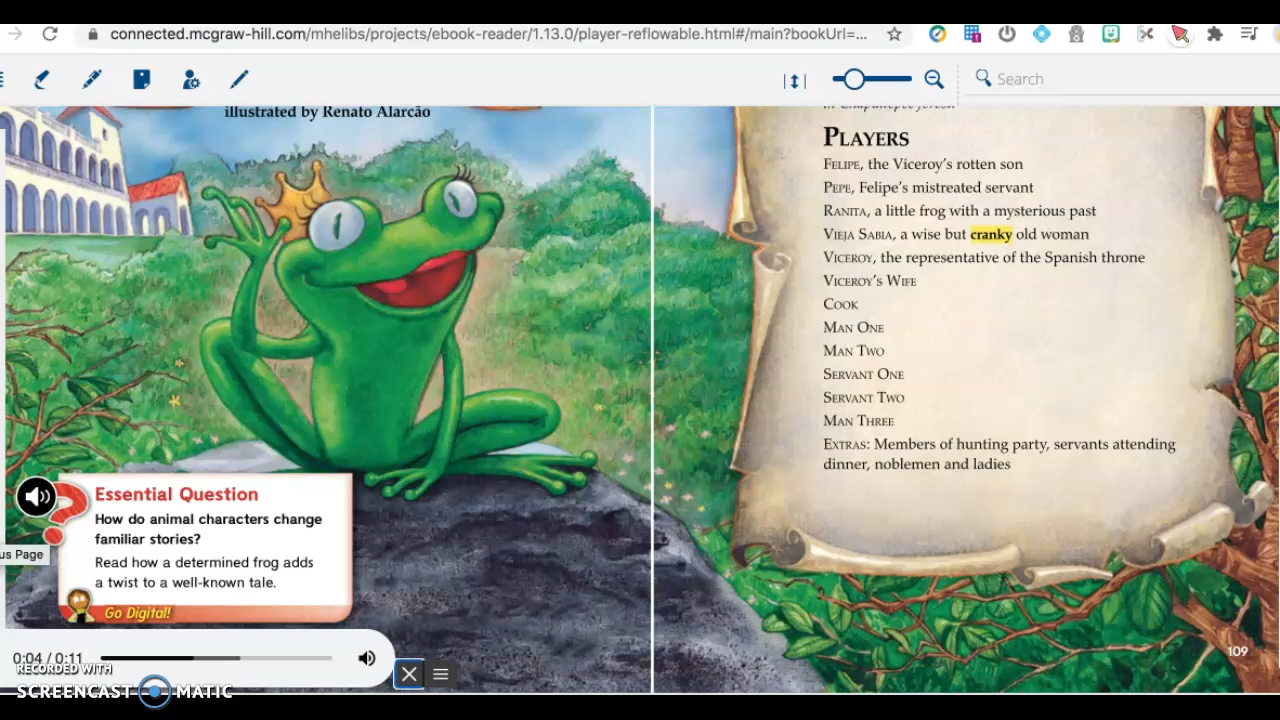 connected.mcgraw-hill.com/mhelibs/projects/ebook-reader/1.13.0/player-reflowable.html#/main?bookUrl=...
Search
illustrated by Renato Alarcão
in Chapultepec forest.
PLAYERS
FELIPE, the Viceroy's rotten son
PEPE, Felipe's mistreated servant
RANITA, a little frog with a mysterious past
VIEJA SABIA, a wise but cranky old woman
VICEROY, the representative of the Spanish throne
VICEROY'S WIFE
COOK
MAN ONE
MAN TWO
SERVANT ONE
SERVANT TWO
MAN THREE
EXTRAS: Members of hunting party, servants attending
dinner, noblemen and ladies
Essential Question
How do animal characters change
familiar stories?
Read how a determined frog adds
a twist to a well-known tale.
Go Digital!
us Page
0:04 / 0:11
109
RECORDED WITH
SCREENCAST MATIC